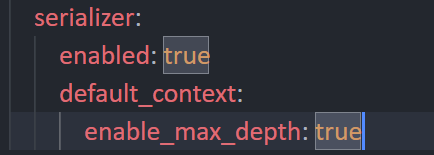 serializer:
enabled: true
default_context:
enable_max_depth: true